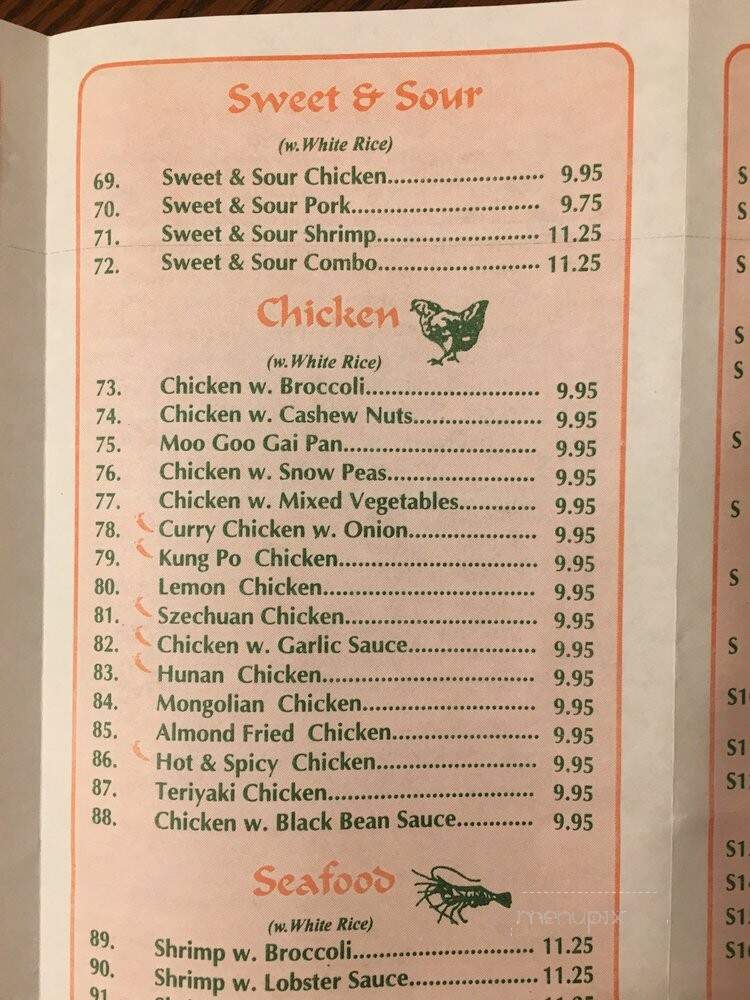 Sweet & Sour
(w.White Rice)
69. Sweet & Sour Chicken........................ 9.95
70. Sweet & Sour Pork............................. 9.75
71. Sweet & Sour Shrimp......................... 11.25
72. Sweet & Sour Combo......................... 11.25
Chicken
(w.White Rice)
73. Chicken w. Broccoli........................... 9.95
74. Chicken w. Cashew Nuts.................... 9.95
75. Moo Goo Gai Pan.............................. 9.95
76. Chicken w. Snow Peas....................... 9.95
77. Chicken w. Mixed Vegetables............ 9.95
78. Curry Chicken w. Onion.................... 9.95
79. Kung Po Chicken............................... 9.95
80. Lemon Chicken................................. 9.95
81. Szechuan Chicken.............................. 9.95
82. Chicken w. Garlic Sauce.................... 9.95
83. Hunan Chicken................................. 9.95
84. Mongolian Chicken........................... 9.95
85. Almond Fried Chicken....................... 9.95
86. Hot & Spicy Chicken......................... 9.95
87. Teriyaki Chicken................................ 9.95
88. Chicken w. Black Bean Sauce............ 9.95
Seafood
(w.White Rice)
89. Shrimp w. Broccoli............................ 11.25
90. Shrimp w. Lobster Sauce.................... 11.25
91.
menupix
S
S
S
S
S
S
S
S
S